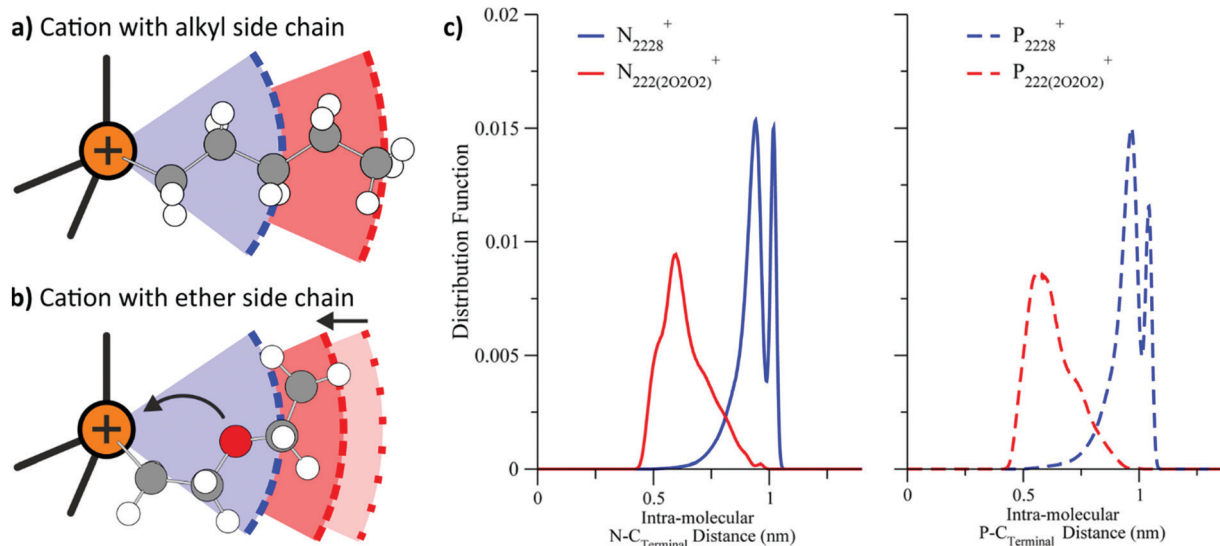 a) Cation with alkyl side chain
+
b) Cation with ether side chain
+
c)
Distribution Function
0.02
0.015
0.01
0.005
0
N2228+
N222(2O2O2)+
0
0.5
1
Intra-molecular
N-CTerminal Distance (nm)
P2228+
P222(2O2O2)+
0
0.5
1
Intra-molecular
P-CTerminal Distance (nm)